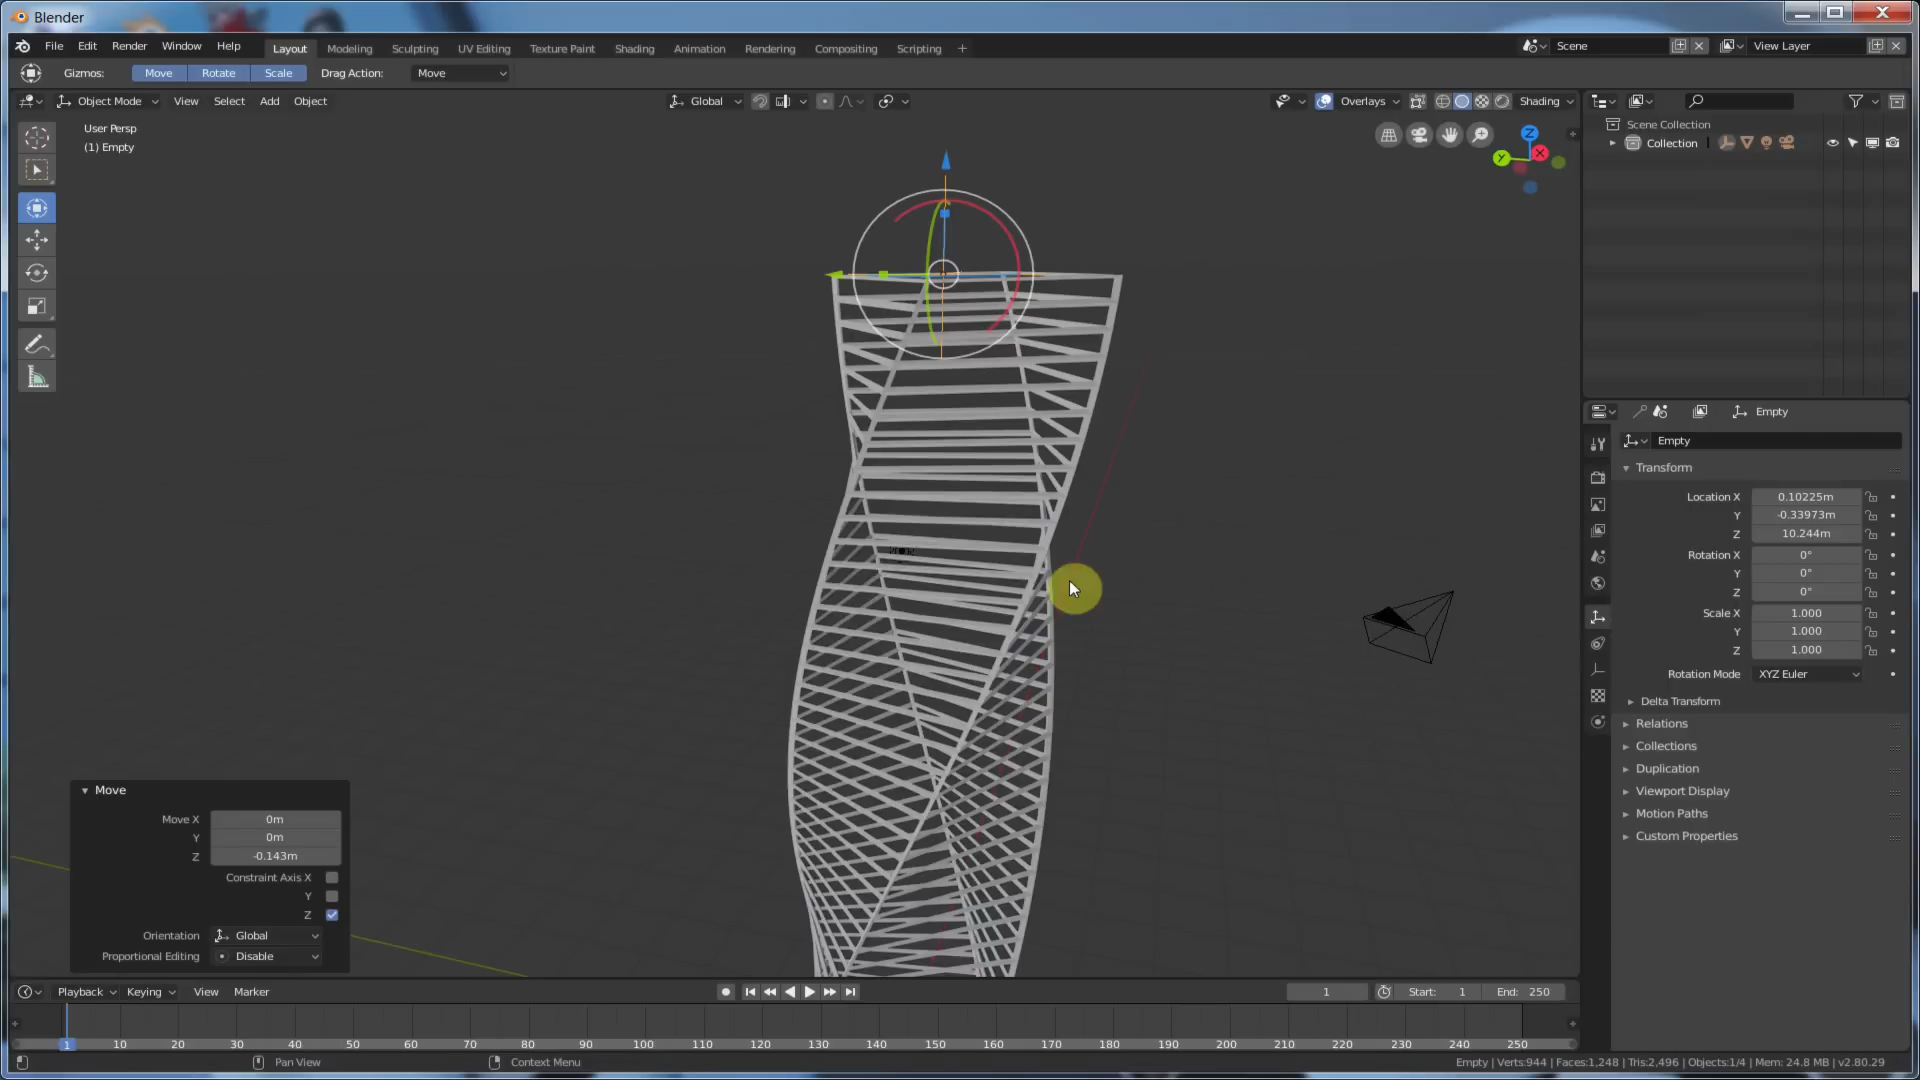 Blender
File Edit Render Window Help
Layout Modeling Sculpting UV Editing Texture Paint Shading Animation Rendering Compositing Scripting +
Scene
View Layer
Gizmos: Move Rotate Scale Drag Action: Move
Object Mode View Select Add Object
Global
Overlays
Shading
User Persp
(1) Empty
Z
Y
X
Scene Collection
Collection
Empty
Empty
Transform
Location X 0.10225m
Y -0.33973m
Z 10.244m
Rotation X 0°
Y 0°
Z 0°
Scale X 1.000
Y 1.000
Z 1.000
Rotation Mode XYZ Euler
Delta Transform
Relations
Collections
Duplication
Viewport Display
Motion Paths
Custom Properties
Move
Move X 0m
Y 0m
Z -0.143m
Constraint Axis X
Y
Z
Orientation Global
Proportional Editing Disable
Playback Keying View Marker
1 Start: 1 End: 250
1 10 20 30 40 50 60 70 80 90 100 110 120 130 140 150 160 170 180 190 200 210 220 230 240 250
Pan View Context Menu
Empty | Verts:944 | Faces:1,248 | Tris:2,496 | Objects:1/4 | Mem: 24.8 MB | v2.80.29